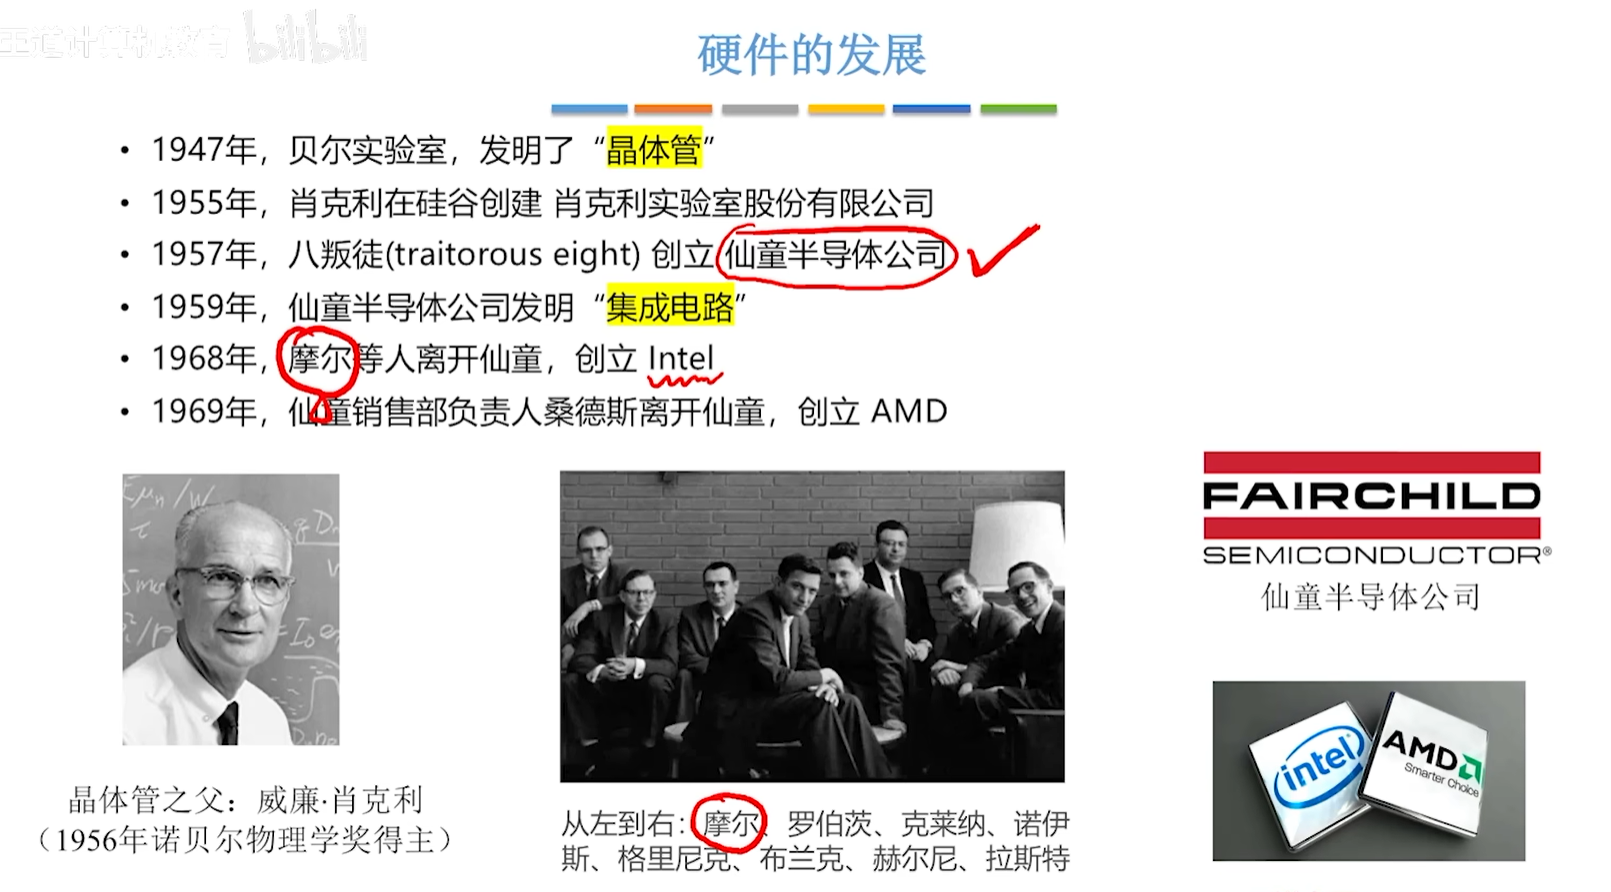 王道计算机教育 bilibili
硬件的发展
• 1947年，贝尔实验室，发明了“晶体管”
• 1955年，肖克利在硅谷创建 肖克利实验室股份有限公司
• 1957年，八叛徒(traitorous eight) 创立 仙童半导体公司
• 1959年，仙童半导体公司发明“集成电路”
• 1968年，摩尔等人离开仙童，创立 Intel
• 1969年，仙童销售部负责人桑德斯离开仙童，创立 AMD
FAIRCHILD
SEMICONDUCTOR®
仙童半导体公司
intel®
AMD
Smarter Choice
晶体管之父：威廉·肖克利
（1956年诺贝尔物理学奖得主）
从左到右：摩尔、罗伯茨、克莱纳、诺伊
斯、格里尼克、布兰克、赫尔尼、拉斯特